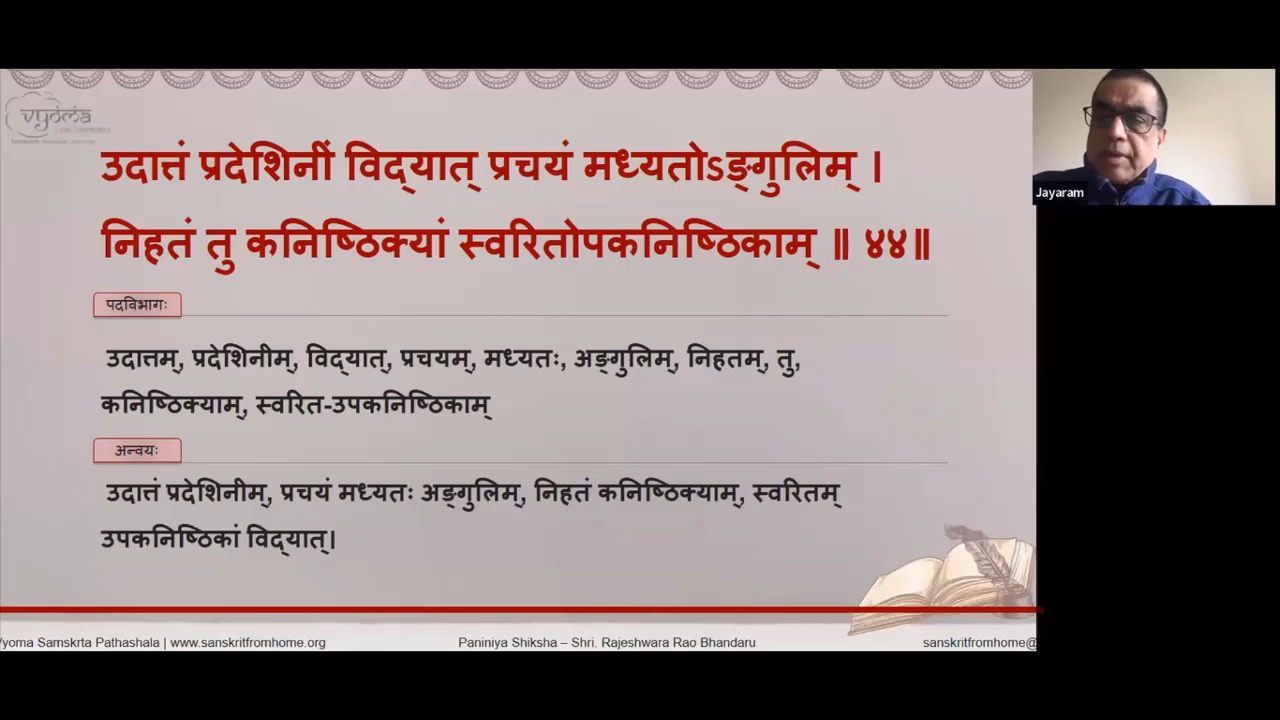 vyoma
उदात्तं प्रदेशिनीं विद्यात् प्रचयं मध्यतोऽङ्गुलिम् ।
निहतं तु कनिष्ठिक्यां स्वरितोपकनिष्ठिकाम् ॥ ४४॥
पदविभागः
उदात्तम्, प्रदेशिनीम्, विद्यात्, प्रचयम्, मध्यतः, अङ्गुलिम्, निहतम्, तु,
कनिष्ठिक्याम्, स्वरित-उपकनिष्ठिकाम्
अन्वयः
उदात्तं प्रदेशिनीम्, प्रचयं मध्यतः अङ्गुलिम्, निहतं कनिष्ठिक्याम्, स्वरितम्
उपकनिष्ठिकां विद्यात्।
Vyoma Samskrta Pathashala | www.sanskritfromhome.org
Paniniya Shiksha – Shri. Rajeshwara Rao Bhandaru
sanskritfromhome@
Jayaram